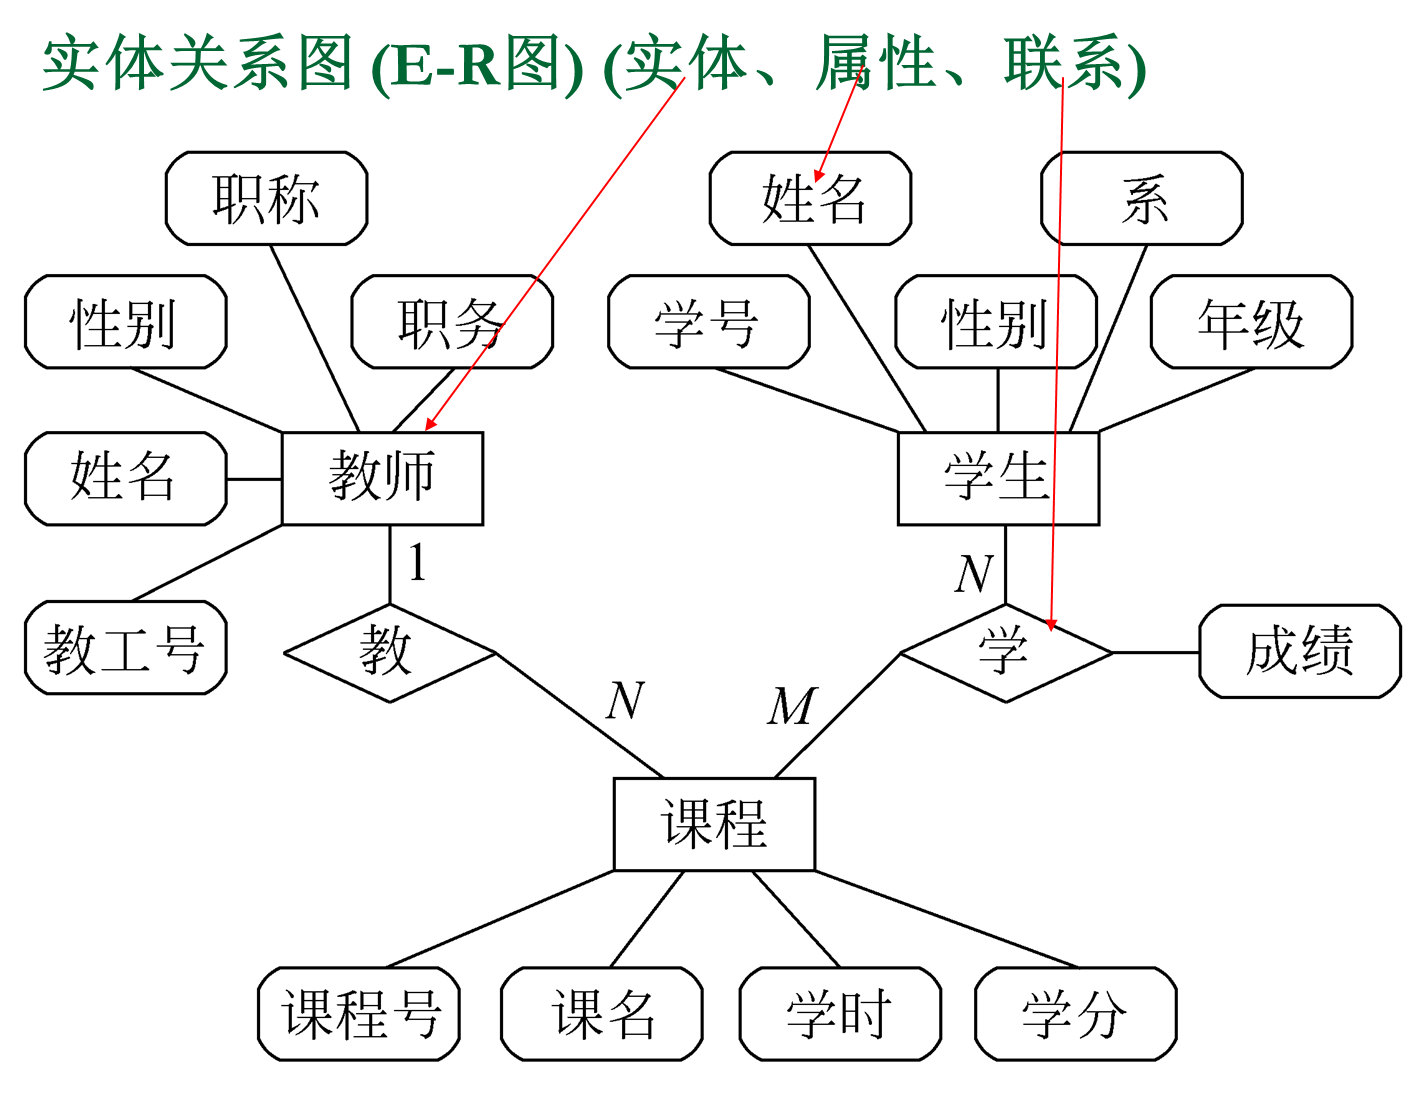 实体关系图 (E-R图) (实体、属性、联系)
职称
姓名
系
性别
职务
学号
性别
年级
姓名
教师
学生
1
N
教工号
教
学
成绩
N
M
课程
课程号
课名
学时
学分